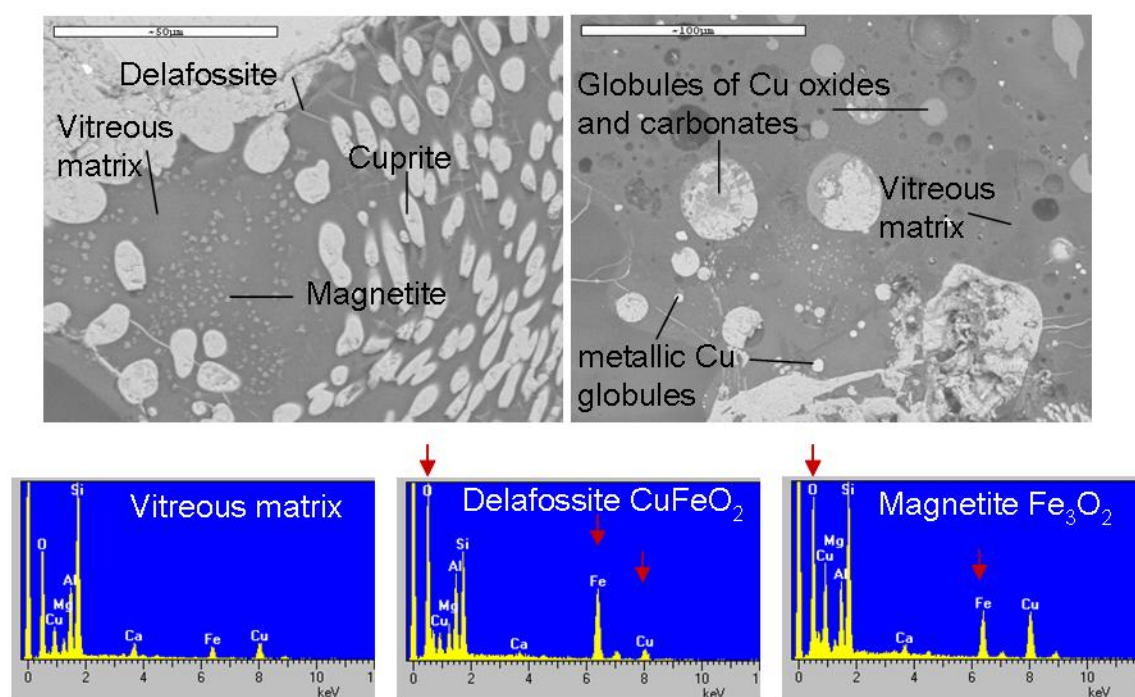 ~50µm
Delafossite
Vitreous
matrix
Cuprite
Magnetite
~100µm
Globules of Cu oxides
and carbonates
Vitreous
matrix
metallic Cu
globules
Vitreous matrix
Si
O
Al
Mg
Cu
Ca
Fe
Cu
0 2 4 6 8 10 1
keV
Delafossite CuFeO₂
O
Si
Al
Mg
Cu
Ca
Fe
Cu
0 2 4 6 8 10 1
keV
Magnetite Fe₃O₂
O
Si
Mg
Cu
Al
Ca
Fe
Cu
0 2 4 6 8 10
keV